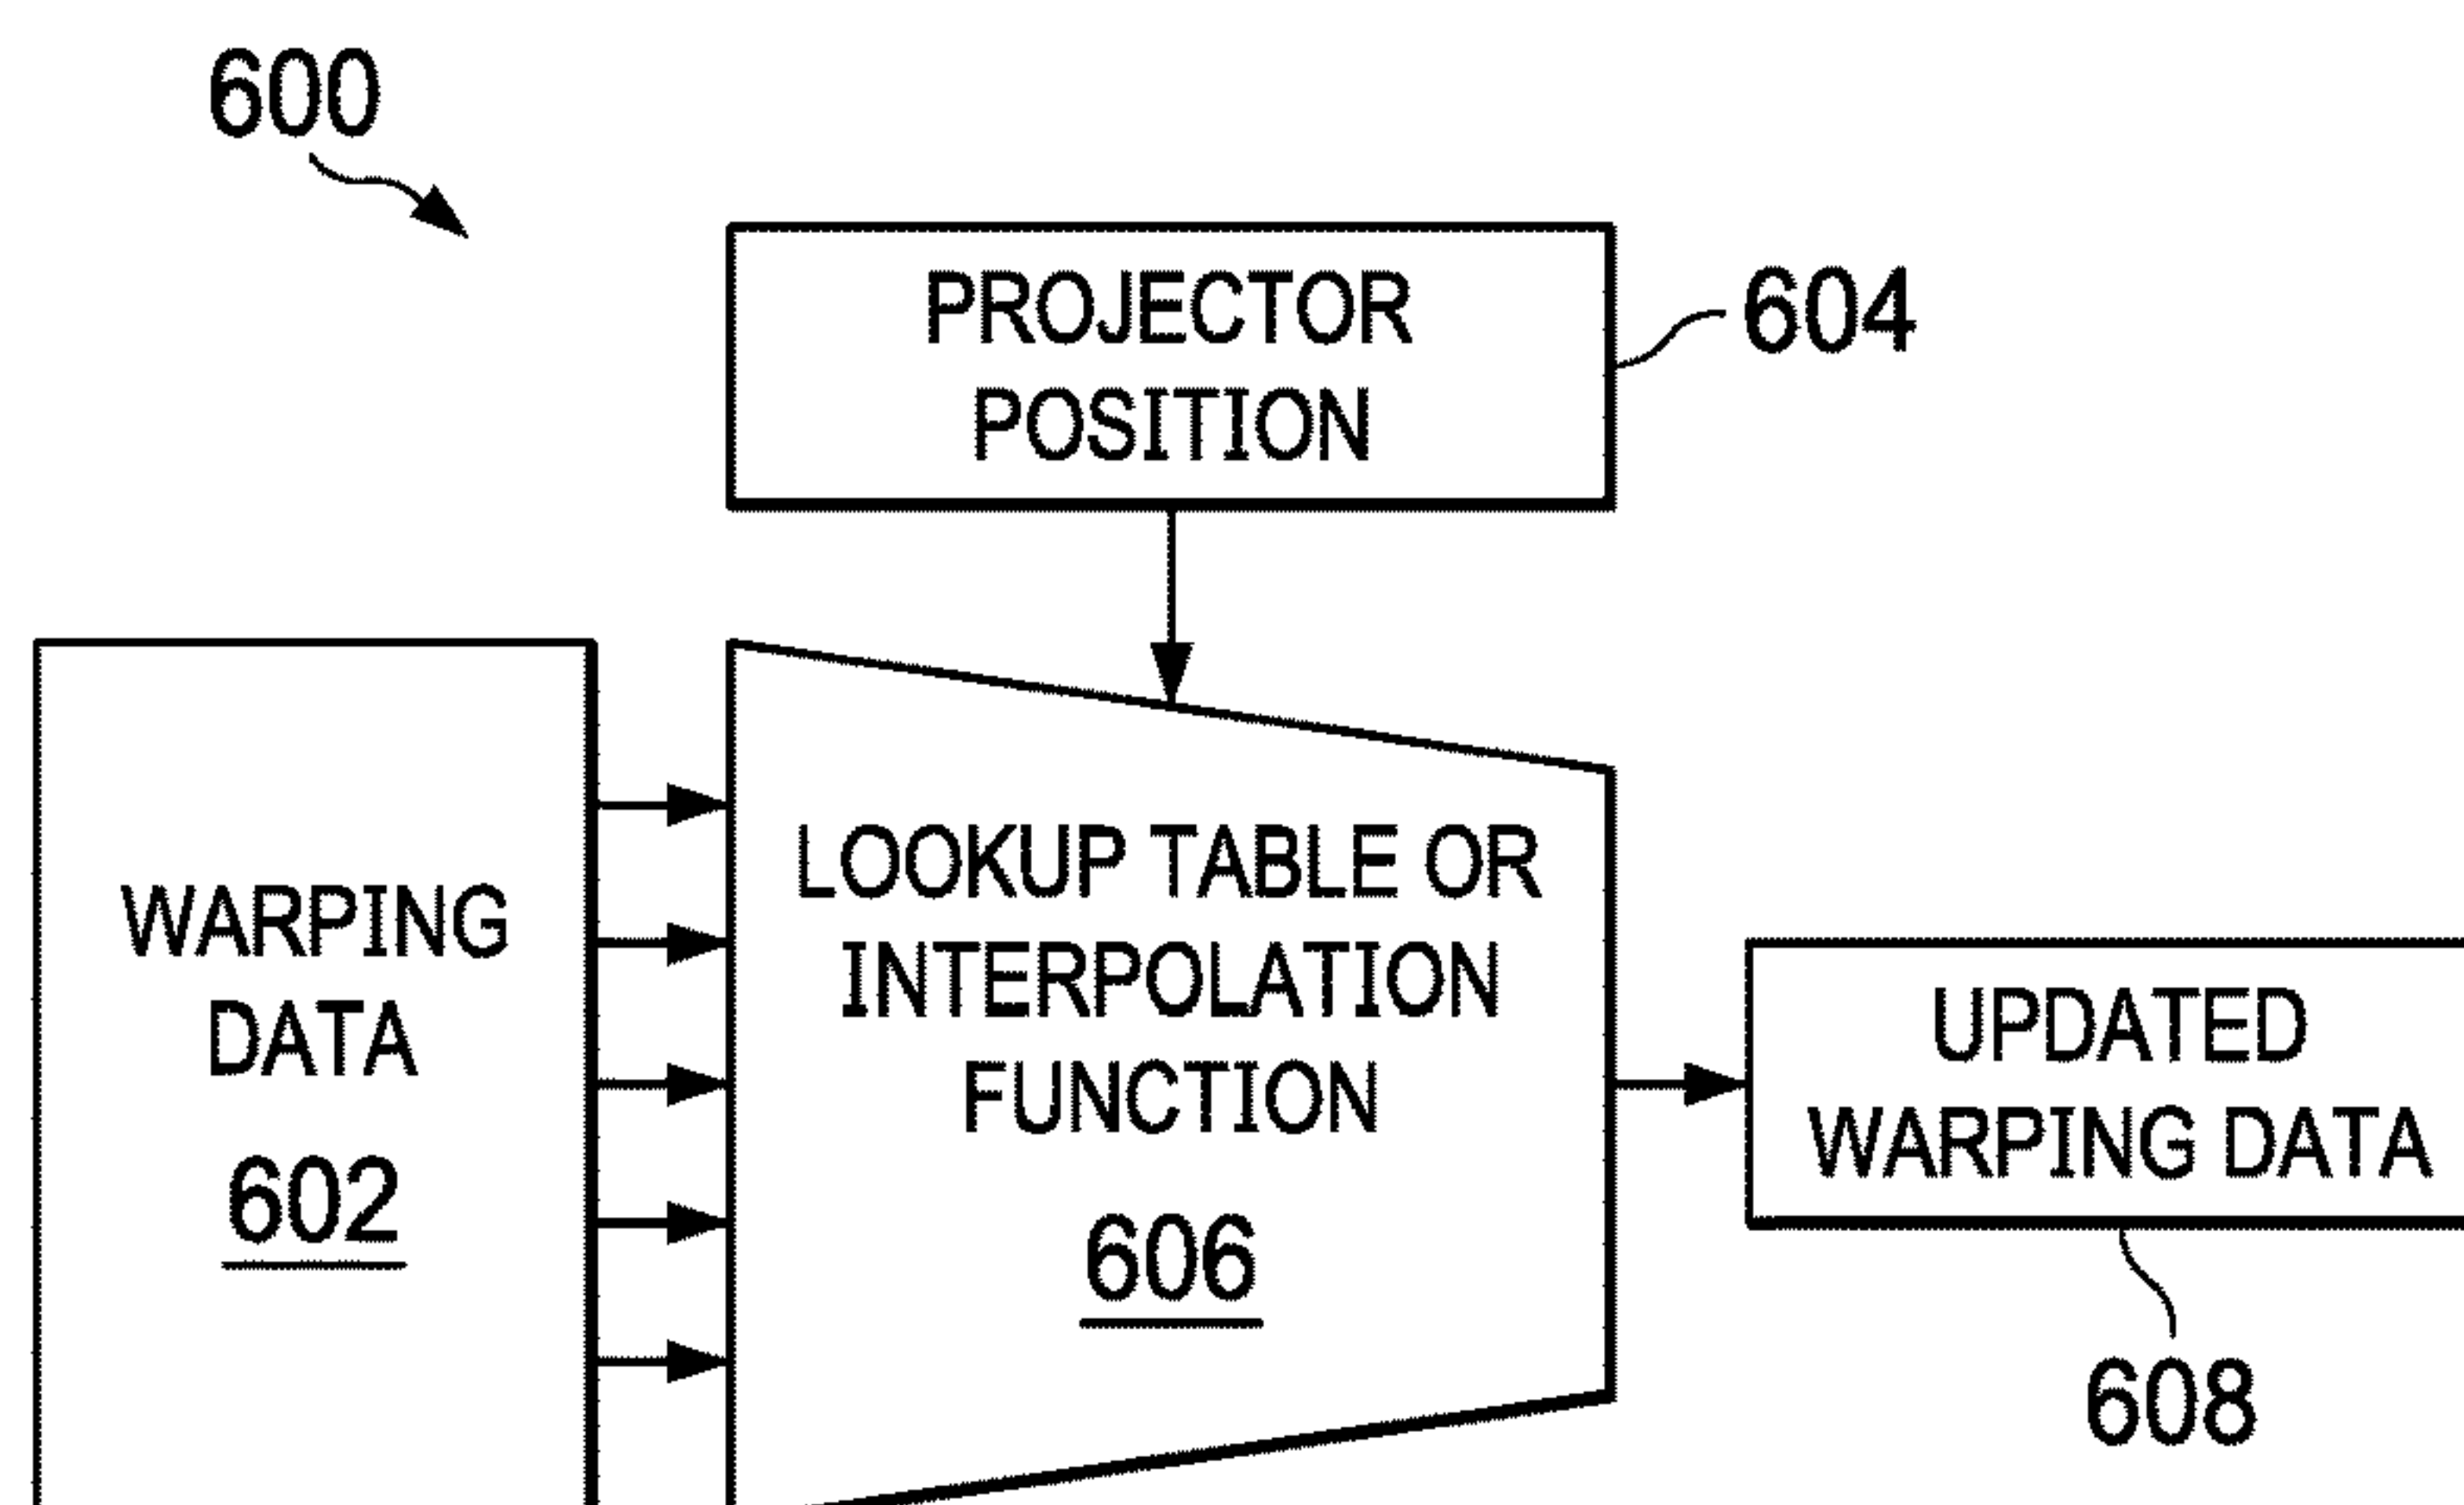 600
PROJECTOR
POSITION
604
WARPING
DATA
602
LOOKUP TABLE OR
INTERPOLATION
FUNCTION
606
UPDATED
WARPING DATA
608